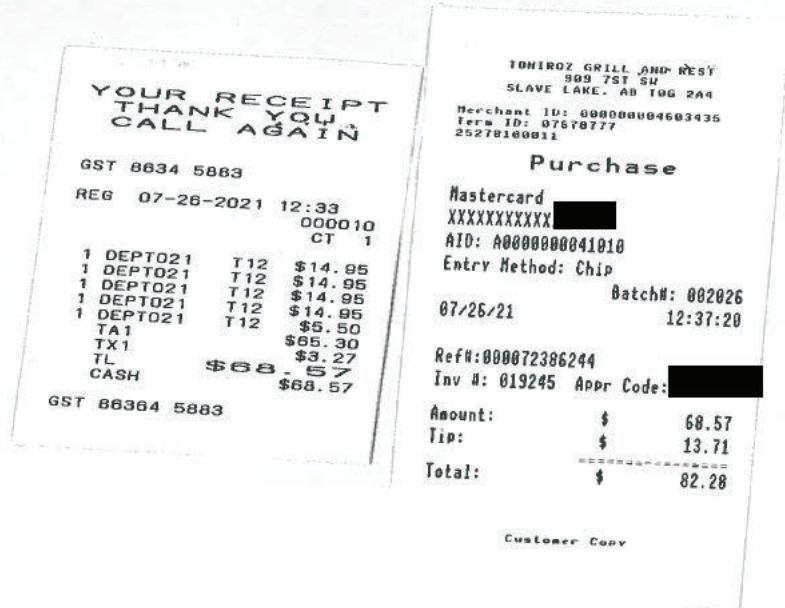 YOUR RECEIPT
THANK YOU
CALL AGAIN
GST 8634 5883
REG 07-26-2021 12:33
000010
CT 1
1 DEPT021 T12 $14.95
1 DEPT021 T12 $14.95
1 DEPT021 T12 $14.95
1 DEPT021 T12 $14.95
1 DEPT021 T12 $5.50
TA1 $65.30
TX1 $3.27
TL $68.57
CASH $68.57
GST 86364 5883
TONIROZ GRILL AND REST
909 7ST SW
SLAVE LAKE. AB T0G 2A4
Merchant ID: 000000004603435
Term ID: 07678777
25278100011
Purchase
Mastercard
XXXXXXXXXXX
AID: A0000000041010
Entry Method: Chip
Batch#: 002026
07/26/21 12:37:20
Ref#:000072386244
Inv #: 019245 Appr Code:
Amount: $ 68.57
Tip: $ 13.71
Total: $ 82.28
Customer Copy